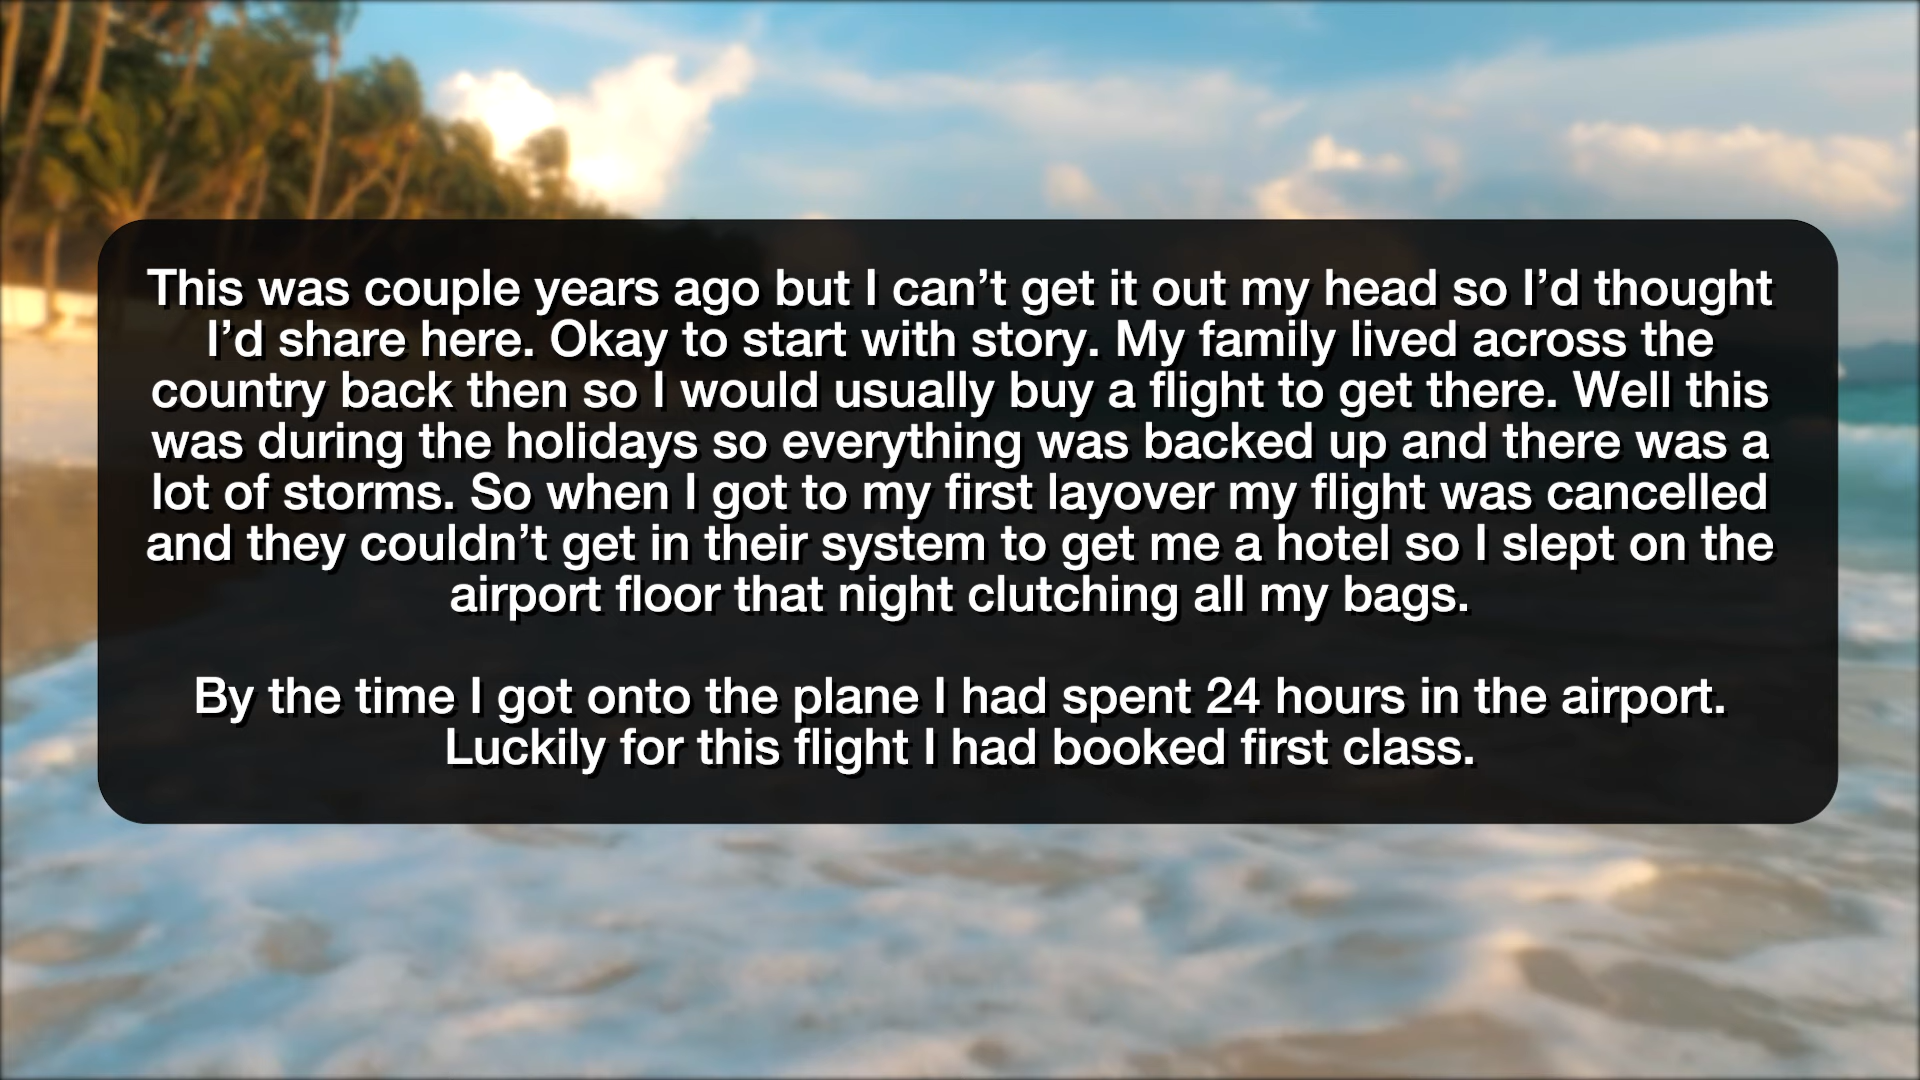 This was couple years ago but I can’t get it out my head so I’d thought
I’d share here. Okay to start with story. My family lived across the
country back then so I would usually buy a flight to get there. Well this
was during the holidays so everything was backed up and there was a
lot of storms. So when I got to my first layover my flight was cancelled
and they couldn’t get in their system to get me a hotel so I slept on the
airport floor that night clutching all my bags.
By the time I got onto the plane I had spent 24 hours in the airport.
Luckily for this flight I had booked first class.